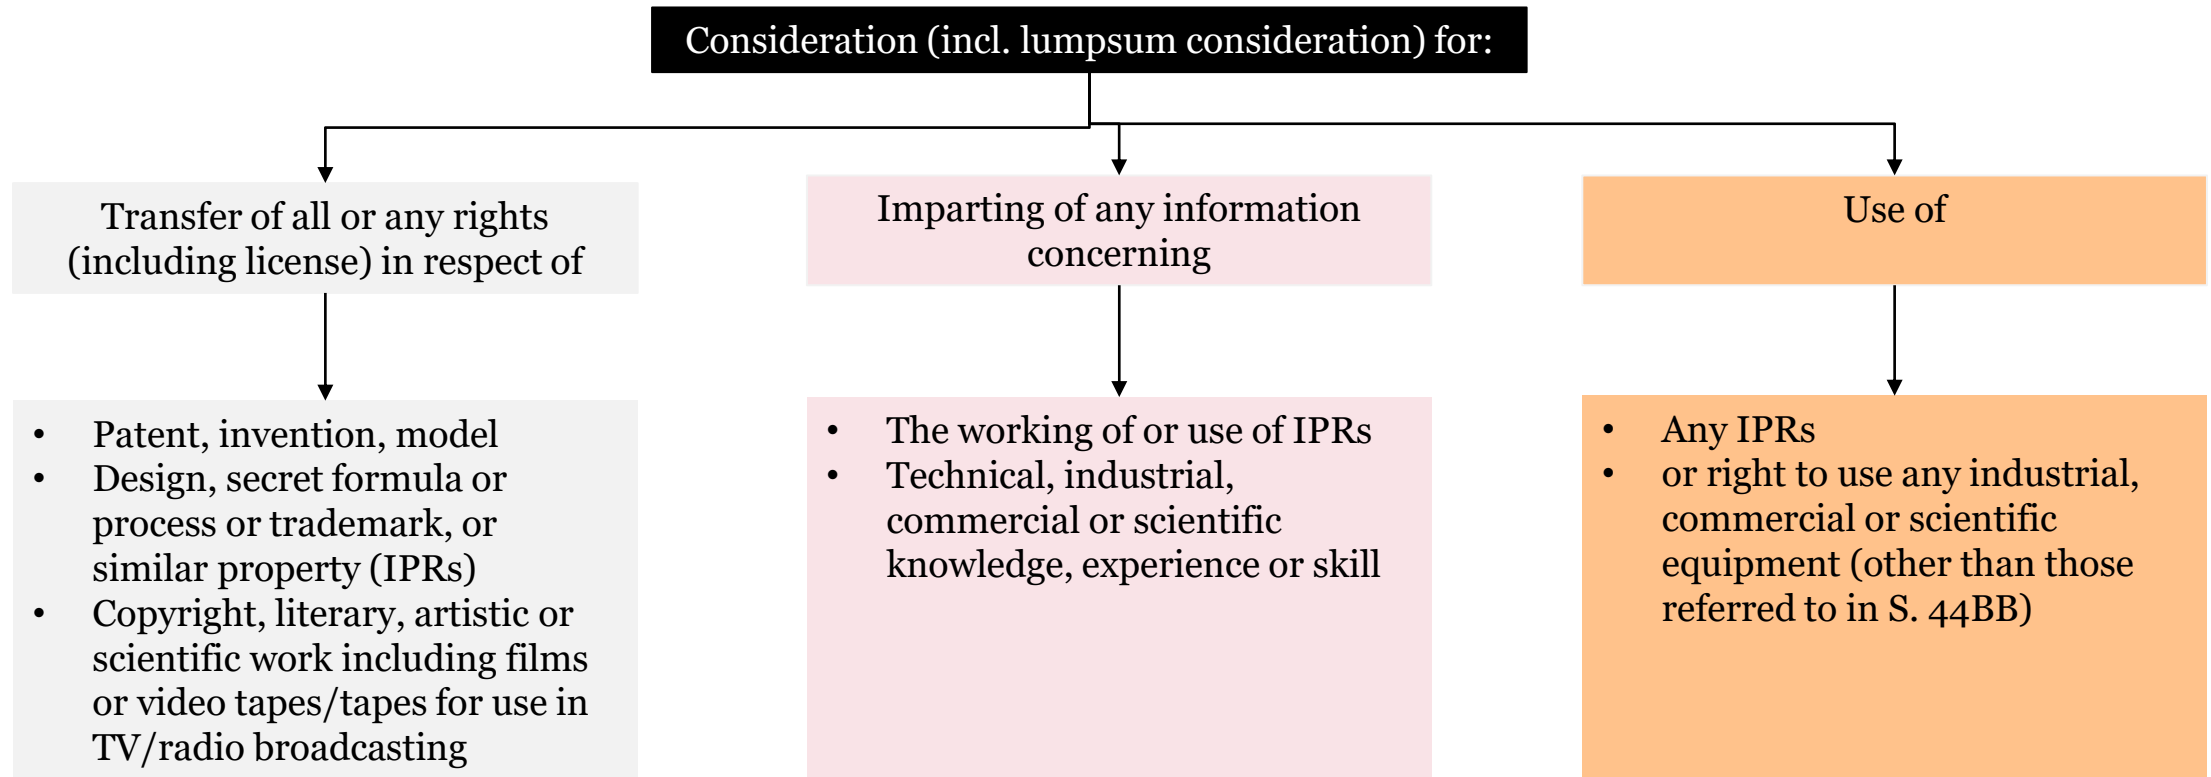 Consideration (incl. lumpsum consideration) for:
Transfer of all or any rights
(including license) in respect of
Imparting of any information
concerning
Use of
• Patent, invention, model
• Design, secret formula or
process or trademark, or
similar property (IPRs)
• Copyright, literary, artistic or
scientific work including films
or video tapes/tapes for use in
TV/radio broadcasting
• The working of or use of IPRs
• Technical, industrial,
commercial or scientific
knowledge, experience or skill
• Any IPRs
• or right to use any industrial,
commercial or scientific
equipment (other than those
referred to in S. 44BB)